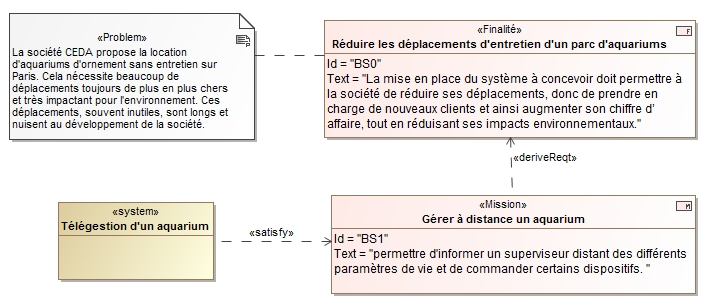 «Problem»
La société CEDA propose la location
d'aquariums d'ornement sans entretien sur
Paris. Cela nécessite beaucoup de
déplacements toujours de plus en plus chers
et très impactant pour l'environnement. Ces
déplacements, souvent inutiles, sont longs et
nuisent au développement de la société.
«Finalité»
F
Réduire les déplacements d'entretien d'un parc d'aquariums
Id = "BS0"
Text = "La mise en place du système à concevoir doit permettre à
la société de réduire ses déplacements, donc de prendre en
charge de nouveaux clients et ainsi augmenter son chiffre d'
affaire, tout en réduisant ses impacts environnementaux."
«deriveReqt»
«system»
Télégestion d'un aquarium
«satisfy»
«Mission»
M
Gérer à distance un aquarium
Id = "BS1"
Text = "permettre d'informer un superviseur distant des différents
paramètres de vie et de commander certains dispositifs. "